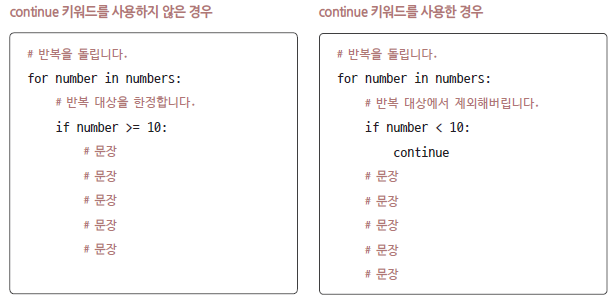 continue 키워드를 사용하지 않은 경우
# 반복을 돌립니다.
for number in numbers:
# 반복 대상을 한정합니다.
if number >= 10:
# 문장
# 문장
# 문장
# 문장
# 문장
continue 키워드를 사용한 경우
# 반복을 돌립니다.
for number in numbers:
# 반복 대상에서 제외해버립니다.
if number < 10:
continue
# 문장
# 문장
# 문장
# 문장
# 문장